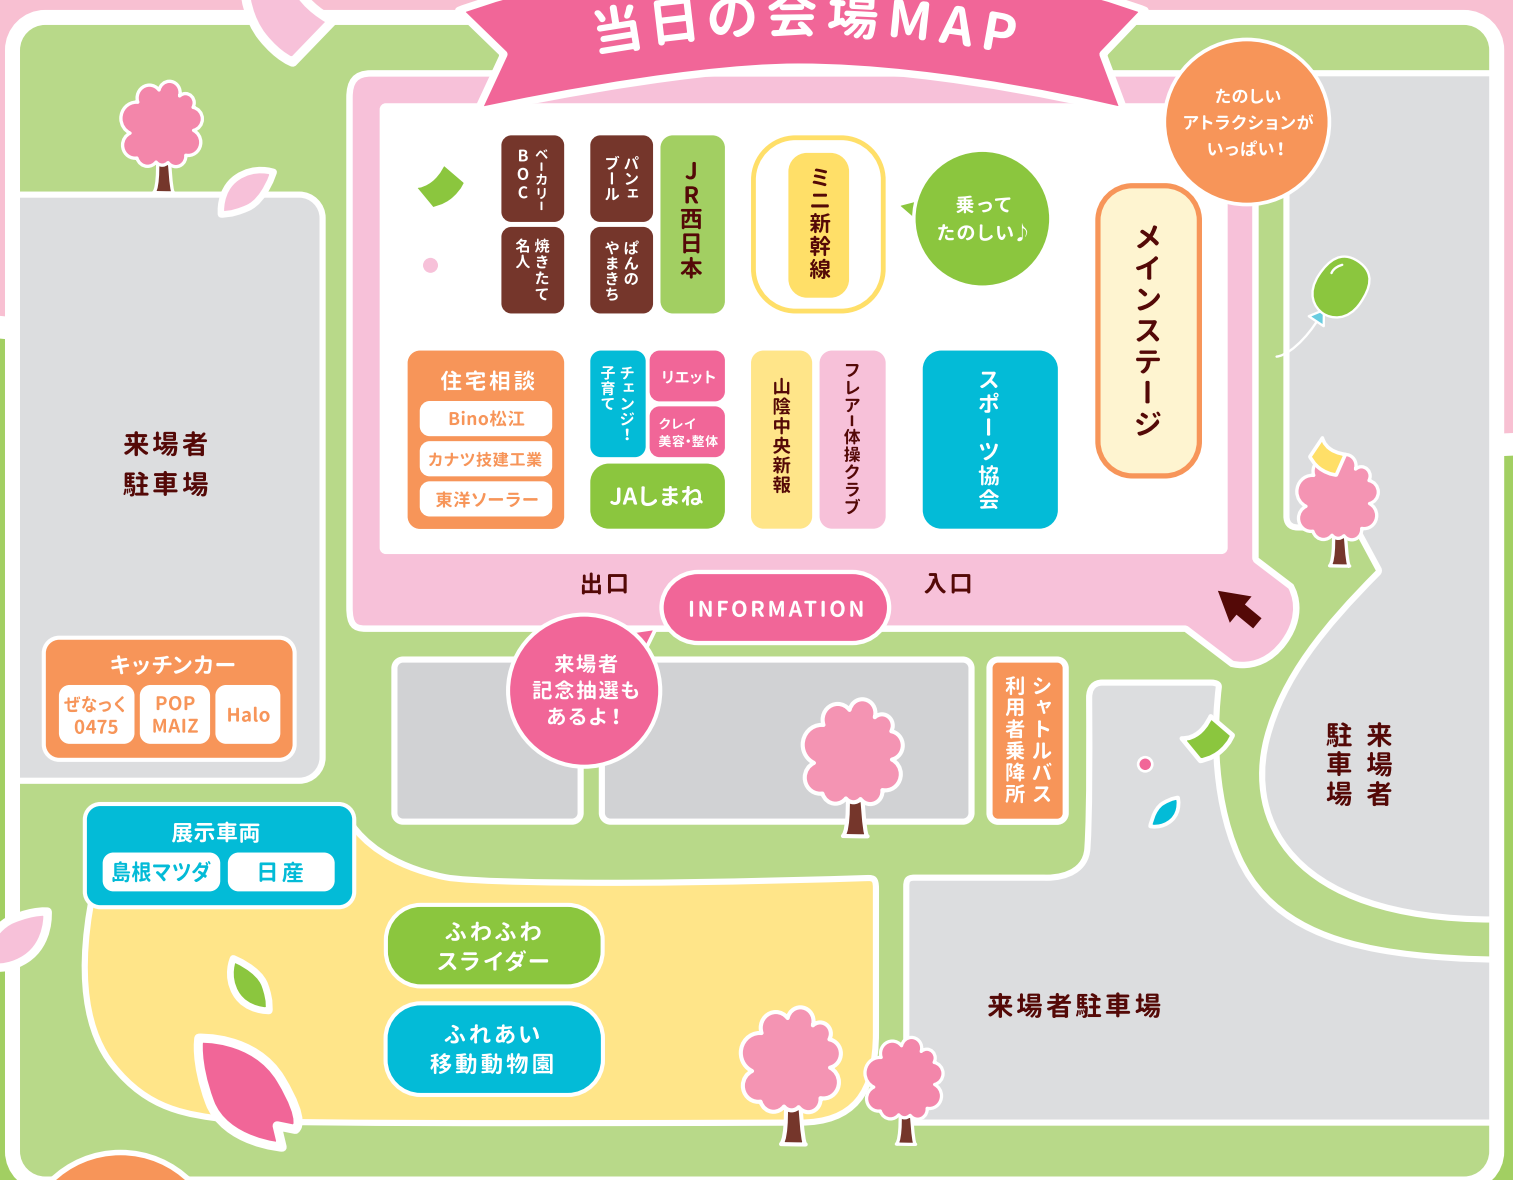 当日の会場MAP
たのしい
アトラクションが
いっぱい！
ベーカリー
BOC
パンェ
ブール
JR西日本
ミニ新幹線
乗って
たのしい♪
焼きたて
名人
ぱんの
やまきち
メインステージ
住宅相談
Bino松江
カナツ技建工業
東洋ソーラー
チェンジ！
子育て
リエット
クレイ
美容・整体
JAしまね
山陰中央新報
フレアー体操クラブ
スポーツ協会
来場者
駐車場
出口
入口
INFORMATION
来場者
記念抽選も
あるよ！
シャトルバス
利用者乗降所
キッチンカー
ぜなっく
0475
POP
MAIZ
Halo
来場者
駐車場
展示車両
島根マツダ
日産
ふわふわ
スライダー
ふれあい
移動動物園
来場者駐車場